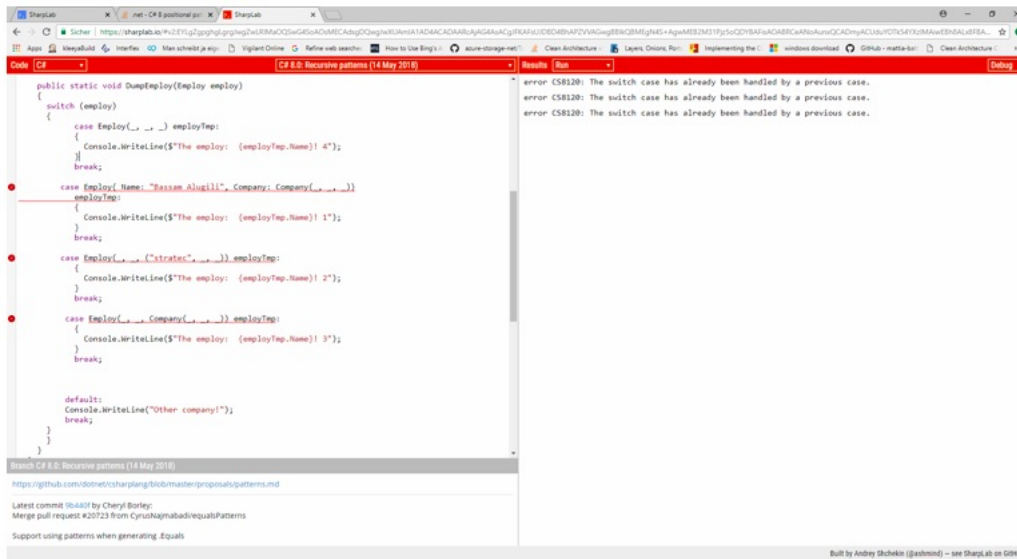 SharpLab
.net - C# 8 positional pat
SharpLab
Sicher
Apps
kleejaBuild
Interflex
Man schreibt ja eige
Vigilant Online
Refine web searches
How to Use Bing's
azure-storage-net
Clean Architecture
Layers, Onions, Port
Implementing the
windows download
GitHub - mattia-bat
Clean Architecture
Code C#
C# 8.0: Recursive patterns (14 May 2018)
Results Run
Debug
public static void DumpEmploy(Employ employ)
{
switch (employ)
{
case Employ(_, _, _) employTmp:
{
Console.WriteLine($"The employ: {employTmp.Name}! 4");
}
break;
case Employ{ Name: "Bassam Alugili", Company: Company(_, _, _)}
employTmp:
{
Console.WriteLine($"The employ: {employTmp.Name}! 1");
}
break;
case Employ(_, _, ("stratec", _, _)) employTmp:
{
Console.WriteLine($"The employ: {employTmp.Name}! 2");
}
break;
case Employ(_, _, Company(_, _, _)) employTmp:
{
Console.WriteLine($"The employ: {employTmp.Name}! 3");
}
break;
default:
Console.WriteLine("Other company!");
break;
}
}
}
error CS8120: The switch case has already been handled by a previous case.
error CS8120: The switch case has already been handled by a previous case.
error CS8120: The switch case has already been handled by a previous case.
Branch C# 8.0: Recursive patterns (14 May 2018)
https://github.com/dotnet/csharplang/blob/master/proposals/patterns.md
Latest commit 9b440f by Cheryl Borley:
Merge pull request #20723 from CyrusNajmabadi/equalsPatterns
Support using patterns when generating .Equals
Built by Andrey Shchekin (@ashmind) — see SharpLab on GitH